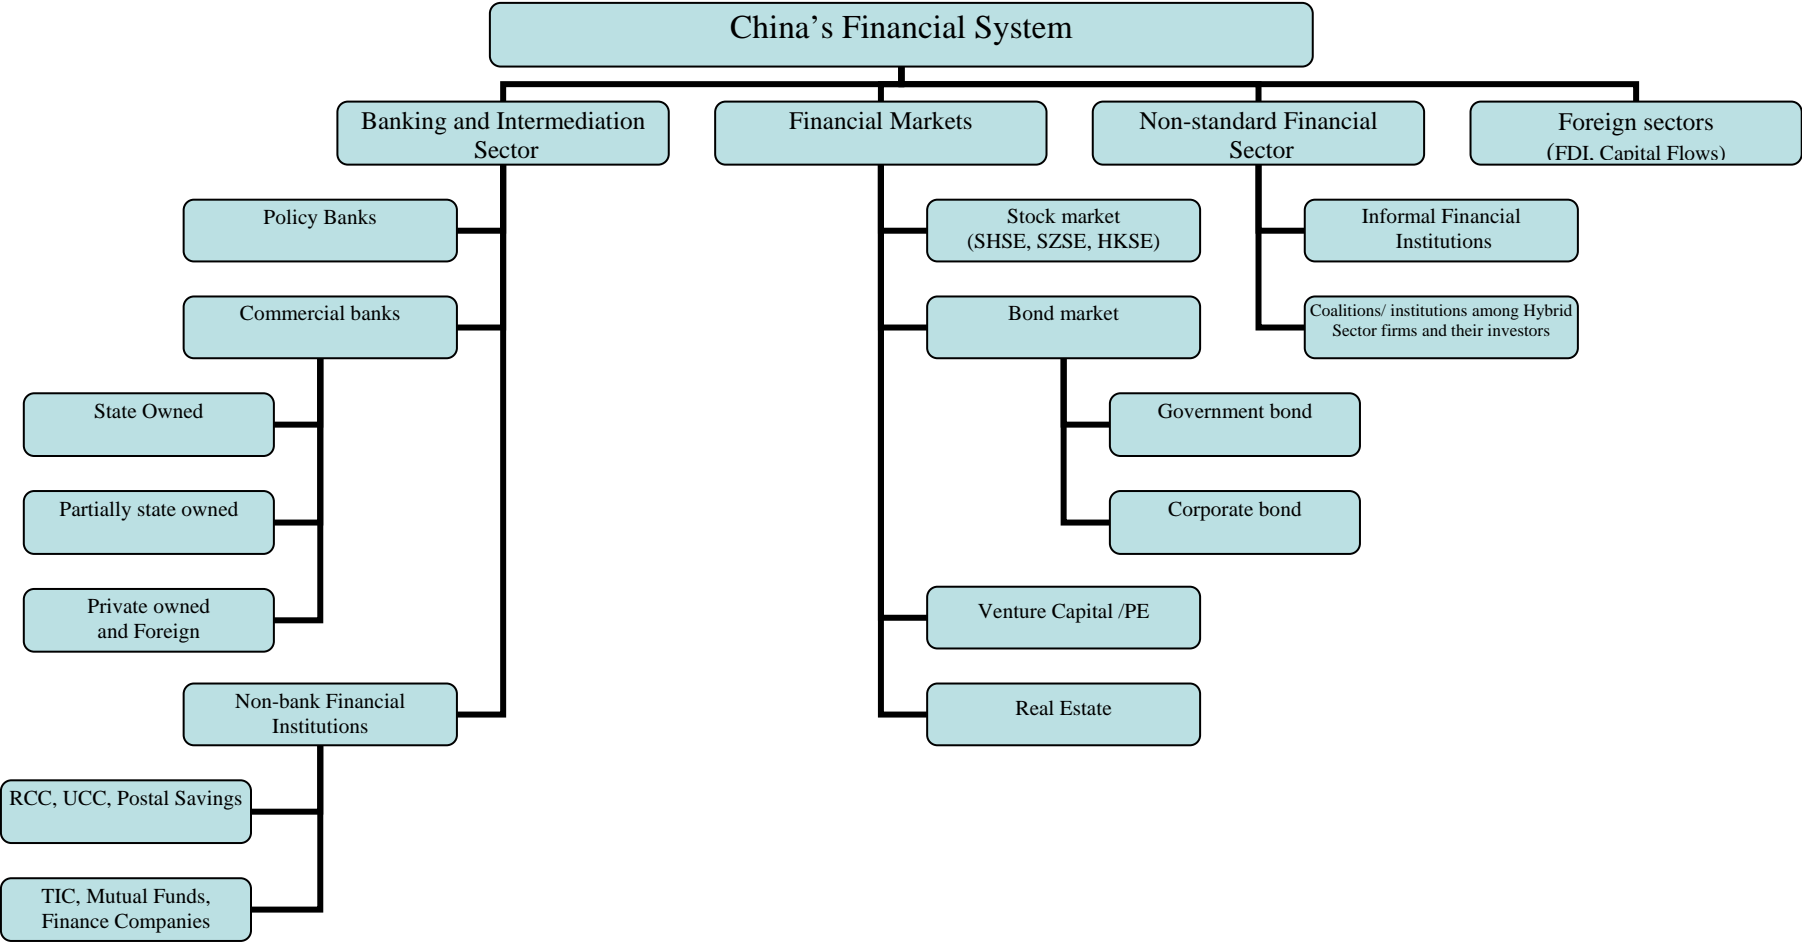 China’s Financial System
Banking and Intermediation
Sector
Financial Markets
Non-standard Financial
Sector
Foreign sectors
(FDI, Capital Flows)
Policy Banks
Stock market
(SHSE, SZSE, HKSE)
Informal Financial
Institutions
Commercial banks
Bond market
Coalitions/ institutions among Hybrid
Sector firms and their investors
State Owned
Government bond
Partially state owned
Corporate bond
Private owned
and Foreign
Venture Capital /PE
Non-bank Financial
Institutions
Real Estate
RCC, UCC, Postal Savings
TIC, Mutual Funds,
Finance Companies